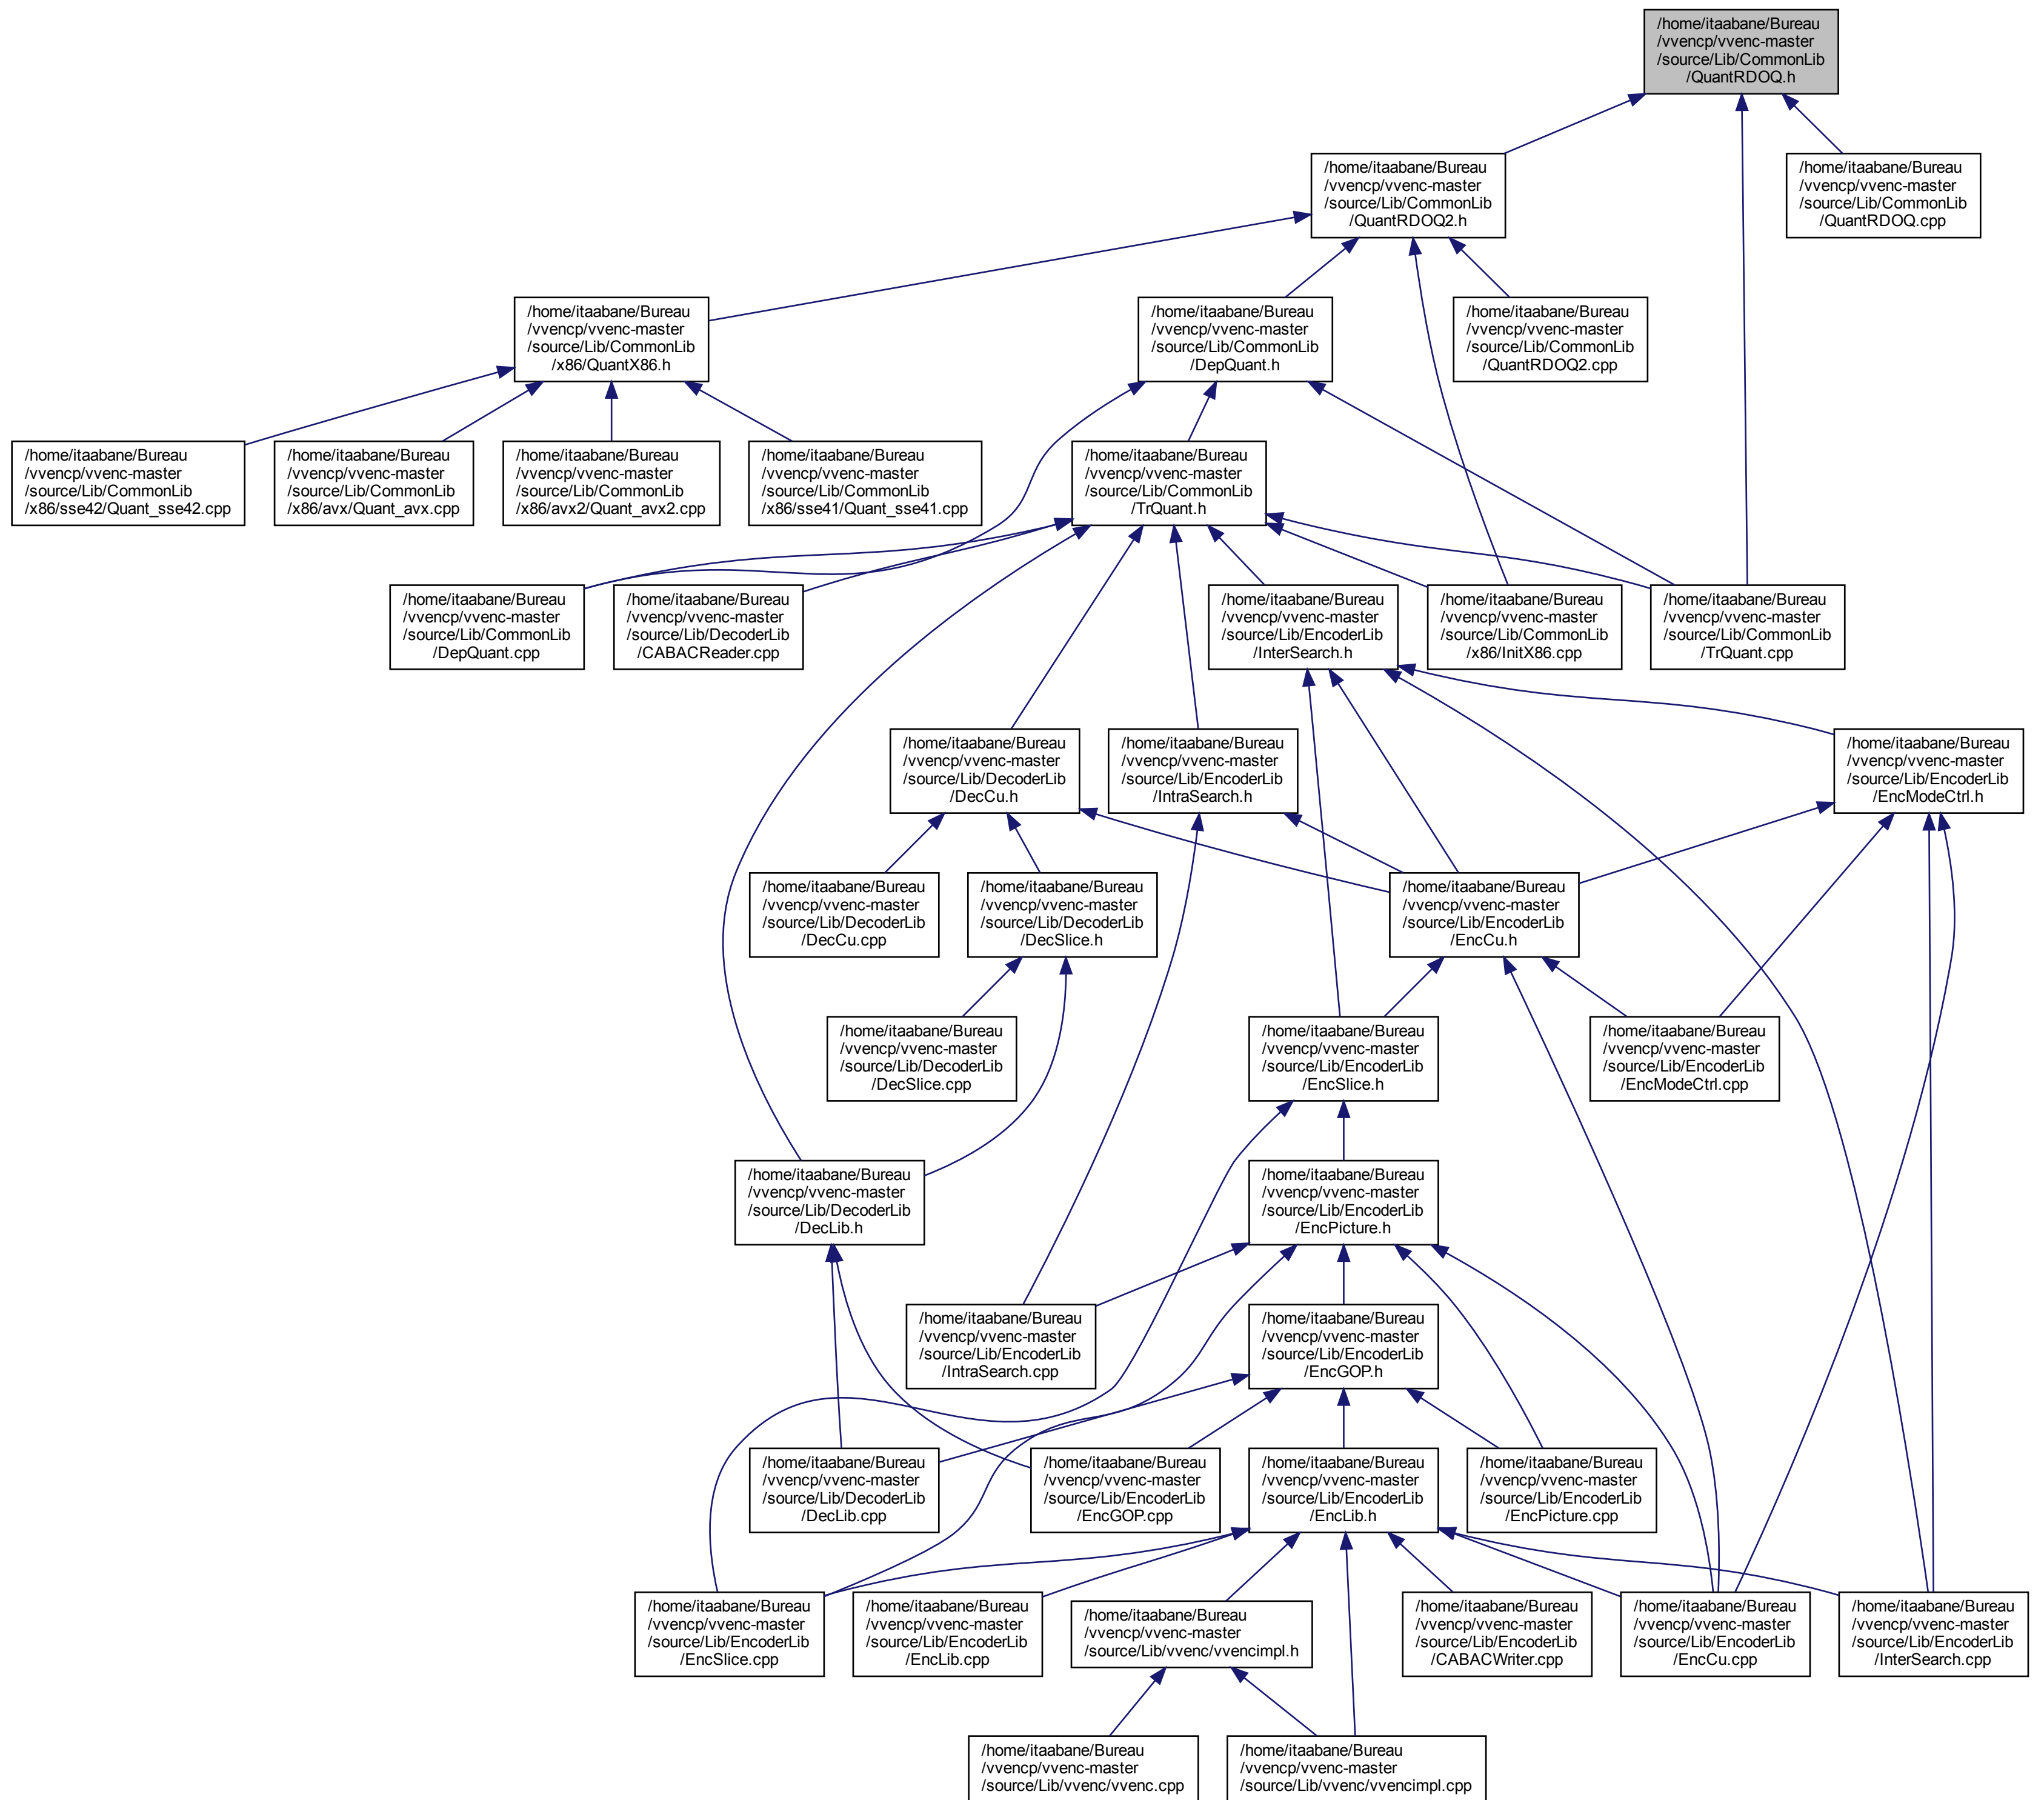 /home/itaabane/Bureau
/vvencp/vvenc-master
/source/Lib/CommonLib
/QuantRDOQ.h
/home/itaabane/Bureau
/vvencp/vvenc-master
/source/Lib/CommonLib
/QuantRDOQ2.h
/home/itaabane/Bureau
/vvencp/vvenc-master
/source/Lib/CommonLib
/QuantRDOQ.cpp
/home/itaabane/Bureau
/vvencp/vvenc-master
/source/Lib/CommonLib
/x86/QuantX86.h
/home/itaabane/Bureau
/vvencp/vvenc-master
/source/Lib/CommonLib
/DepQuant.h
/home/itaabane/Bureau
/vvencp/vvenc-master
/source/Lib/CommonLib
/QuantRDOQ2.cpp
/home/itaabane/Bureau
/vvencp/vvenc-master
/source/Lib/CommonLib
/x86/sse42/Quant_sse42.cpp
/home/itaabane/Bureau
/vvencp/vvenc-master
/source/Lib/CommonLib
/x86/avx/Quant_avx.cpp
/home/itaabane/Bureau
/vvencp/vvenc-master
/source/Lib/CommonLib
/x86/avx2/Quant_avx2.cpp
/home/itaabane/Bureau
/vvencp/vvenc-master
/source/Lib/CommonLib
/x86/sse41/Quant_sse41.cpp
/home/itaabane/Bureau
/vvencp/vvenc-master
/source/Lib/CommonLib
/TrQuant.h
/home/itaabane/Bureau
/vvencp/vvenc-master
/source/Lib/CommonLib
/DepQuant.cpp
/home/itaabane/Bureau
/vvencp/vvenc-master
/source/Lib/DecoderLib
/CABACReader.cpp
/home/itaabane/Bureau
/vvencp/vvenc-master
/source/Lib/EncoderLib
/InterSearch.h
/home/itaabane/Bureau
/vvencp/vvenc-master
/source/Lib/CommonLib
/x86/InitX86.cpp
/home/itaabane/Bureau
/vvencp/vvenc-master
/source/Lib/CommonLib
/TrQuant.cpp
/home/itaabane/Bureau
/vvencp/vvenc-master
/source/Lib/DecoderLib
/DecCu.h
/home/itaabane/Bureau
/vvencp/vvenc-master
/source/Lib/EncoderLib
/IntraSearch.h
/home/itaabane/Bureau
/vvencp/vvenc-master
/source/Lib/EncoderLib
/EncModeCtrl.h
/home/itaabane/Bureau
/vvencp/vvenc-master
/source/Lib/DecoderLib
/DecCu.cpp
/home/itaabane/Bureau
/vvencp/vvenc-master
/source/Lib/DecoderLib
/DecSlice.h
/home/itaabane/Bureau
/vvencp/vvenc-master
/source/Lib/EncoderLib
/EncCu.h
/home/itaabane/Bureau
/vvencp/vvenc-master
/source/Lib/DecoderLib
/DecSlice.cpp
/home/itaabane/Bureau
/vvencp/vvenc-master
/source/Lib/EncoderLib
/EncSlice.h
/home/itaabane/Bureau
/vvencp/vvenc-master
/source/Lib/EncoderLib
/EncModeCtrl.cpp
/home/itaabane/Bureau
/vvencp/vvenc-master
/source/Lib/DecoderLib
/DecLib.h
/home/itaabane/Bureau
/vvencp/vvenc-master
/source/Lib/EncoderLib
/EncPicture.h
/home/itaabane/Bureau
/vvencp/vvenc-master
/source/Lib/EncoderLib
/IntraSearch.cpp
/home/itaabane/Bureau
/vvencp/vvenc-master
/source/Lib/EncoderLib
/EncGOP.h
/home/itaabane/Bureau
/vvencp/vvenc-master
/source/Lib/DecoderLib
/DecLib.cpp
/home/itaabane/Bureau
/vvencp/vvenc-master
/source/Lib/EncoderLib
/EncGOP.cpp
/home/itaabane/Bureau
/vvencp/vvenc-master
/source/Lib/EncoderLib
/EncLib.h
/home/itaabane/Bureau
/vvencp/vvenc-master
/source/Lib/EncoderLib
/EncPicture.cpp
/home/itaabane/Bureau
/vvencp/vvenc-master
/source/Lib/EncoderLib
/EncSlice.cpp
/home/itaabane/Bureau
/vvencp/vvenc-master
/source/Lib/EncoderLib
/EncLib.cpp
/home/itaabane/Bureau
/vvencp/vvenc-master
/source/Lib/vvenc/vvencimpl.h
/home/itaabane/Bureau
/vvencp/vvenc-master
/source/Lib/EncoderLib
/CABACWriter.cpp
/home/itaabane/Bureau
/vvencp/vvenc-master
/source/Lib/EncoderLib
/EncCu.cpp
/home/itaabane/Bureau
/vvencp/vvenc-master
/source/Lib/EncoderLib
/InterSearch.cpp
/home/itaabane/Bureau
/vvencp/vvenc-master
/source/Lib/vvenc/vvenc.cpp
/home/itaabane/Bureau
/vvencp/vvenc-master
/source/Lib/vvenc/vvencimpl.cpp